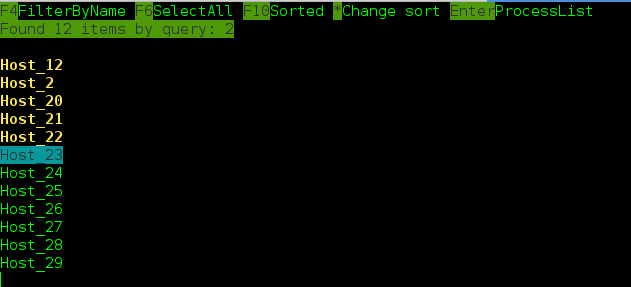 F4FilterByName F6SelectAll F10Sorted *Change sort EnterProcessList
Found 12 items by query: 2
Host_12
Host_2
Host_20
Host_21
Host_22
Host_23
Host_24
Host_25
Host_26
Host_27
Host_28
Host_29